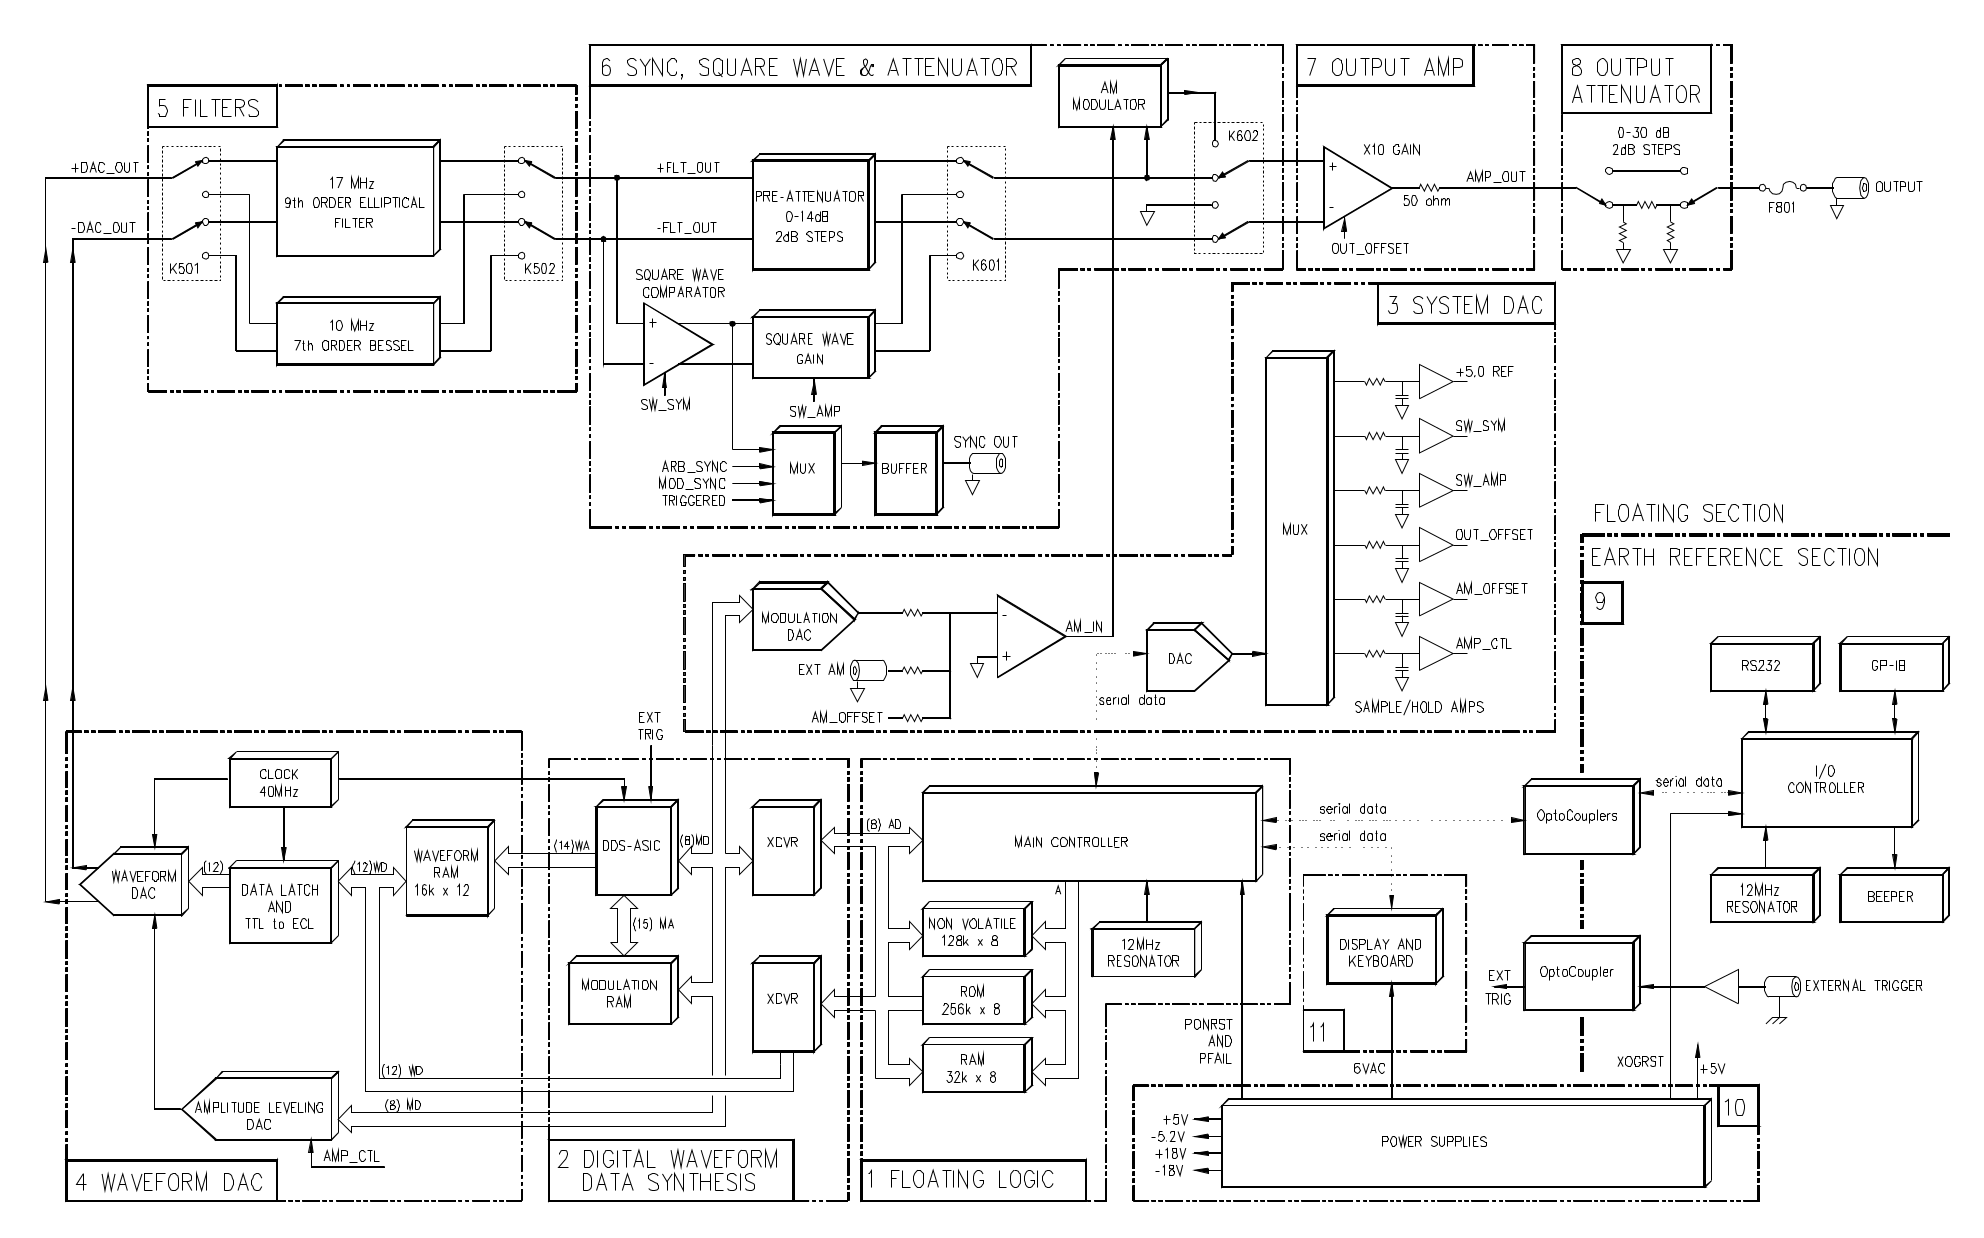 6 SYNC, SQUARE WAVE & ATTENUATOR
7 OUTPUT AMP
8 OUTPUT
ATTENUATOR
5 FILTERS
AM
MODULATOR
K602
0-30 dB
2dB STEPS
K501
17 MHz
9th ORDER ELLIPTICAL
FILTER
K502
+DAC_OUT
-DAC_OUT
10 MHz
7th ORDER BESSEL
+FLT_OUT
-FLT_OUT
PRE-ATTENUATOR
0-14dB
2dB STEPS
K601
X10 GAIN
+
-
50 ohm
AMP_OUT
OUT_OFFSET
F801
OUTPUT
SQUARE WAVE
COMPARATOR
+
-
SW_SYM
SQUARE WAVE
GAIN
SW_AMP
ARB_SYNC
MOD_SYNC
TRIGGERED
MUX
BUFFER
SYNC OUT
3 SYSTEM DAC
MUX
+5.0 REF
SW_SYM
SW_AMP
OUT_OFFSET
AM_OFFSET
AMP_CTL
SAMPLE/HOLD AMPS
MODULATION
DAC
EXT AM
AM_OFFSET
-
+
AM_IN
DAC
serial data
FLOATING SECTION
EARTH REFERENCE SECTION
9
RS232
GP-IB
I/O
CONTROLLER
serial data
OptoCouplers
12MHz
RESONATOR
BEEPER
EXT
TRIG
OptoCoupler
EXTERNAL TRIGGER
EXT
TRIG
CLOCK
40MHz
WAVEFORM
DAC
(12)
DATA LATCH
AND
TTL to ECL
(12)WD
WAVEFORM
RAM
16k x 12
(14)WA
DDS-ASIC
(8)MD
XCVR
(8) AD
MAIN CONTROLLER
serial data
serial data
A
(15) MA
MODULATION
RAM
XCVR
NON VOLATILE
128k x 8
ROM
256k x 8
RAM
32k x 8
12MHz
RESONATOR
DISPLAY AND
KEYBOARD
11
PONRST
AND
PFAIL
6VAC
XOGRST
+5V
(12) WD
(8) MD
AMPLITUDE LEVELING
DAC
AMP_CTL
4 WAVEFORM DAC
2 DIGITAL WAVEFORM
DATA SYNTHESIS
1 FLOATING LOGIC
10
+5V
-5.2V
+18V
-18V
POWER SUPPLIES